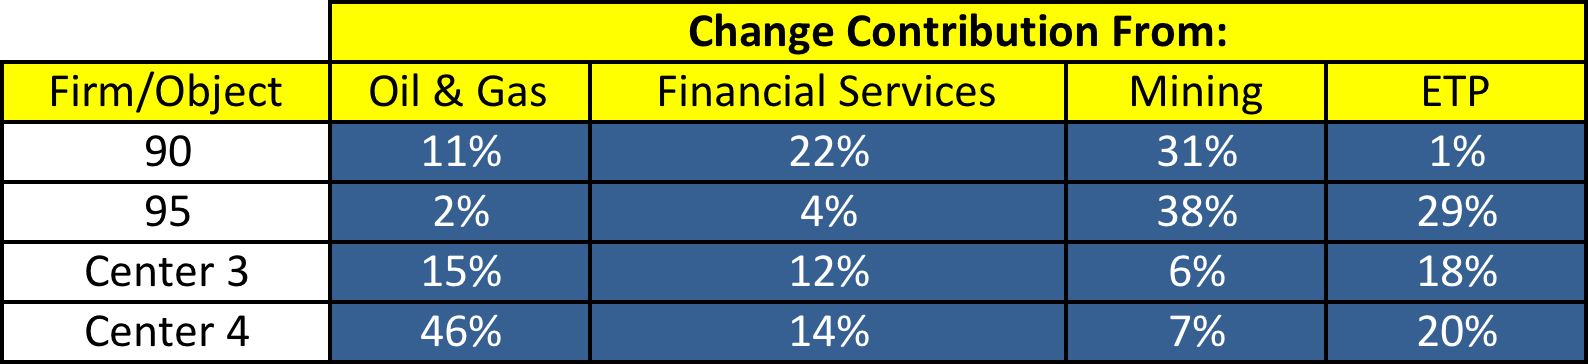 Change Contribution From:
Firm/Object Oil & Gas Financial Services Mining ETP
90 11% 22% 31% 1%
95 2% 4% 38% 29%
Center 3 15% 12% 6% 18%
Center 4 46% 14% 7% 20%